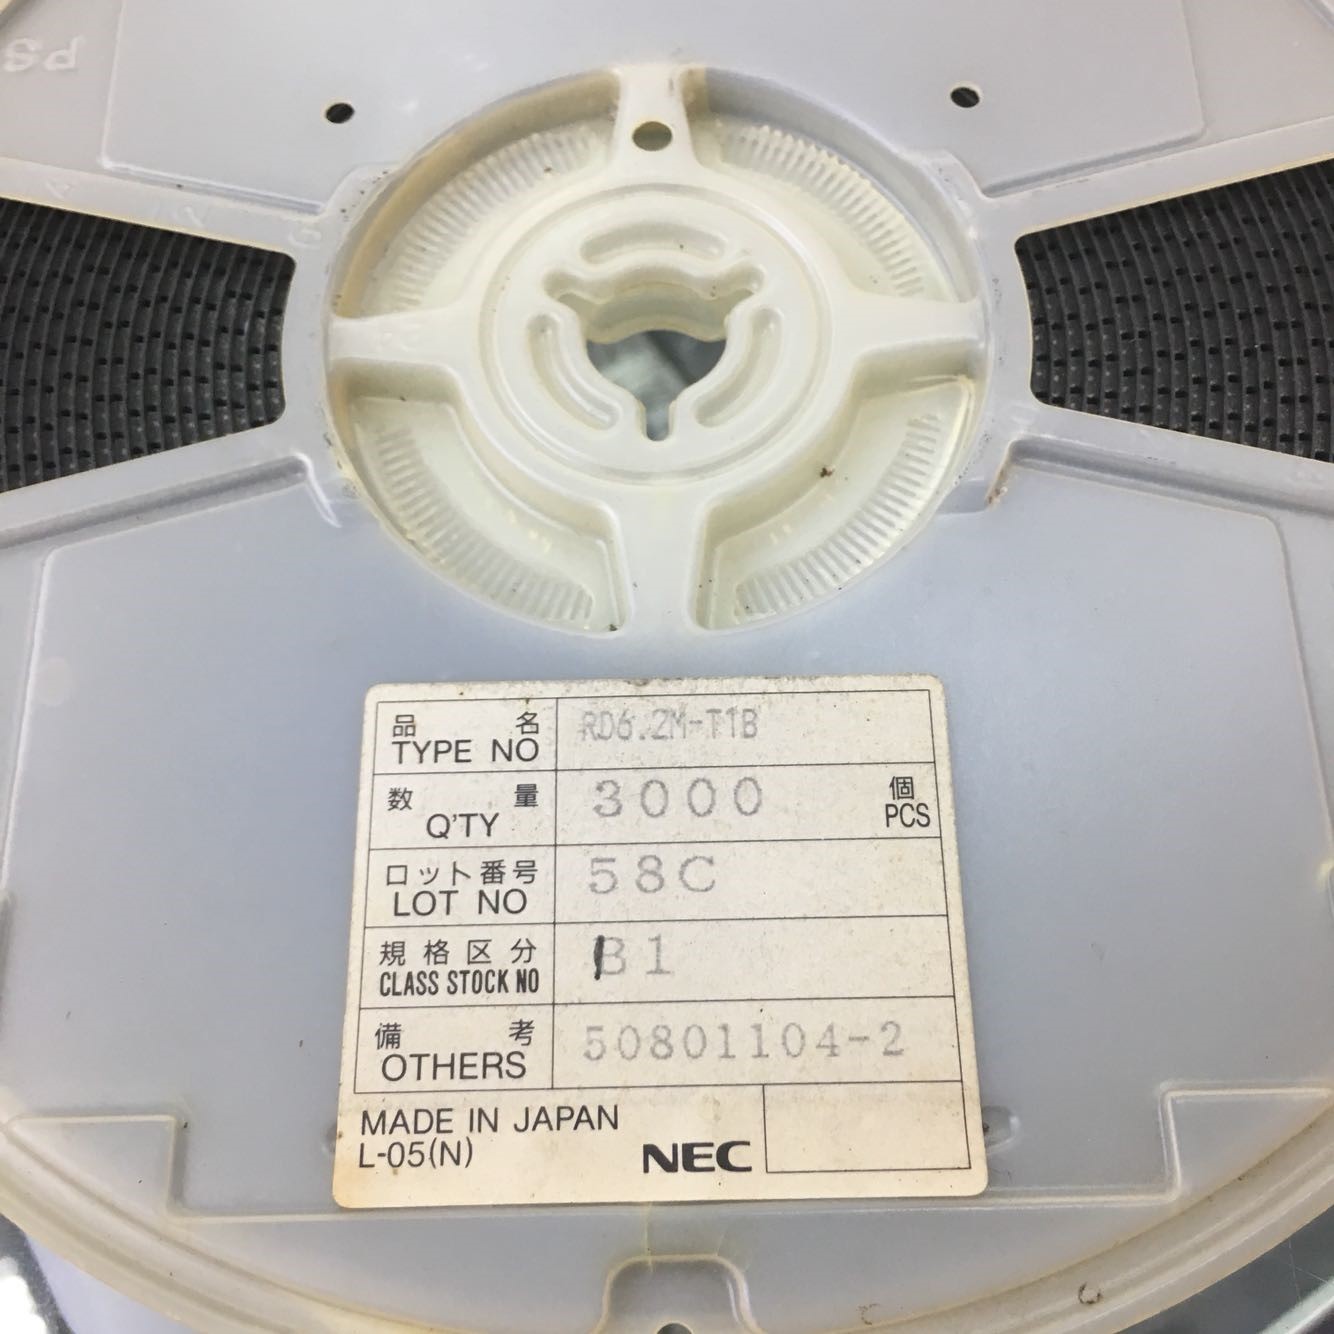 PS
品名 RD6.2M-T1B
TYPE NO
数量 3000 個
Q'TY PCS
ロット番号 58C
LOT NO
規格区分 B1
CLASS STOCK NO
備考 50801104-2
OTHERS
MADE IN JAPAN
L-05(N) NEC